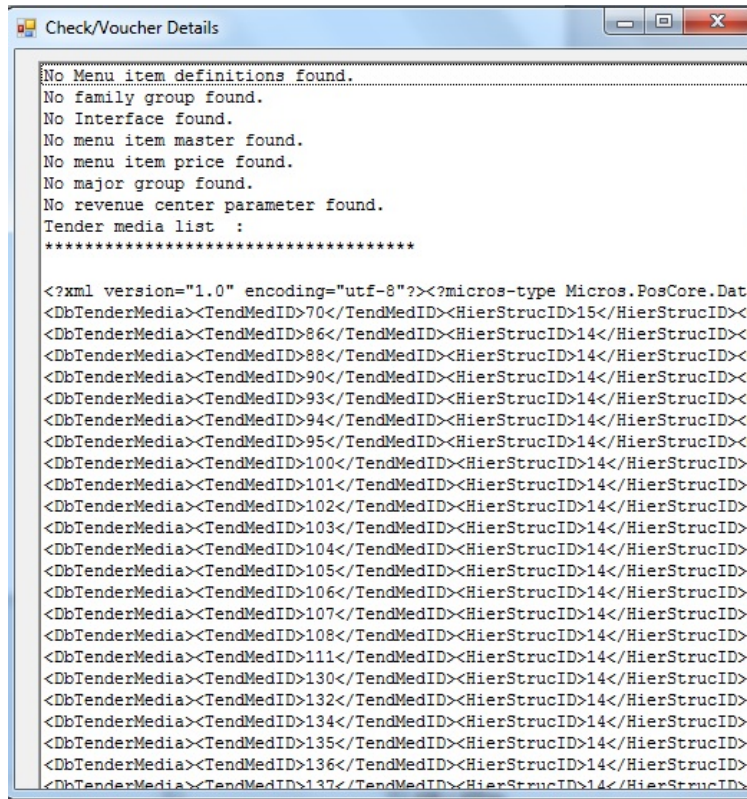 Check/Voucher Details
No Menu item definitions found.
No family group found.
No Interface found.
No menu item master found.
No menu item price found.
No major group found.
No revenue center parameter found.
Tender media list  :
*************************************
<?xml version="1.0" encoding="utf-8"?><?micros-type Micros.PosCore.Dat
<DbTenderMedia><TendMedID>70</TendMedID><HierStrucID>15</HierStrucID><
<DbTenderMedia><TendMedID>86</TendMedID><HierStrucID>14</HierStrucID><
<DbTenderMedia><TendMedID>88</TendMedID><HierStrucID>14</HierStrucID><
<DbTenderMedia><TendMedID>90</TendMedID><HierStrucID>14</HierStrucID><
<DbTenderMedia><TendMedID>93</TendMedID><HierStrucID>14</HierStrucID><
<DbTenderMedia><TendMedID>94</TendMedID><HierStrucID>14</HierStrucID><
<DbTenderMedia><TendMedID>95</TendMedID><HierStrucID>14</HierStrucID><
<DbTenderMedia><TendMedID>100</TendMedID><HierStrucID>14</HierStrucID>
<DbTenderMedia><TendMedID>101</TendMedID><HierStrucID>14</HierStrucID>
<DbTenderMedia><TendMedID>102</TendMedID><HierStrucID>14</HierStrucID>
<DbTenderMedia><TendMedID>103</TendMedID><HierStrucID>14</HierStrucID>
<DbTenderMedia><TendMedID>104</TendMedID><HierStrucID>14</HierStrucID>
<DbTenderMedia><TendMedID>105</TendMedID><HierStrucID>14</HierStrucID>
<DbTenderMedia><TendMedID>106</TendMedID><HierStrucID>14</HierStrucID>
<DbTenderMedia><TendMedID>107</TendMedID><HierStrucID>14</HierStrucID>
<DbTenderMedia><TendMedID>108</TendMedID><HierStrucID>14</HierStrucID>
<DbTenderMedia><TendMedID>111</TendMedID><HierStrucID>14</HierStrucID>
<DbTenderMedia><TendMedID>130</TendMedID><HierStrucID>14</HierStrucID>
<DbTenderMedia><TendMedID>132</TendMedID><HierStrucID>14</HierStrucID>
<DbTenderMedia><TendMedID>134</TendMedID><HierStrucID>14</HierStrucID>
<DbTenderMedia><TendMedID>135</TendMedID><HierStrucID>14</HierStrucID>
<DbTenderMedia><TendMedID>136</TendMedID><HierStrucID>14</HierStrucID>
<DbTenderMedia><TendMedID>137</TendMedID><HierStrucID>14</HierStrucID>